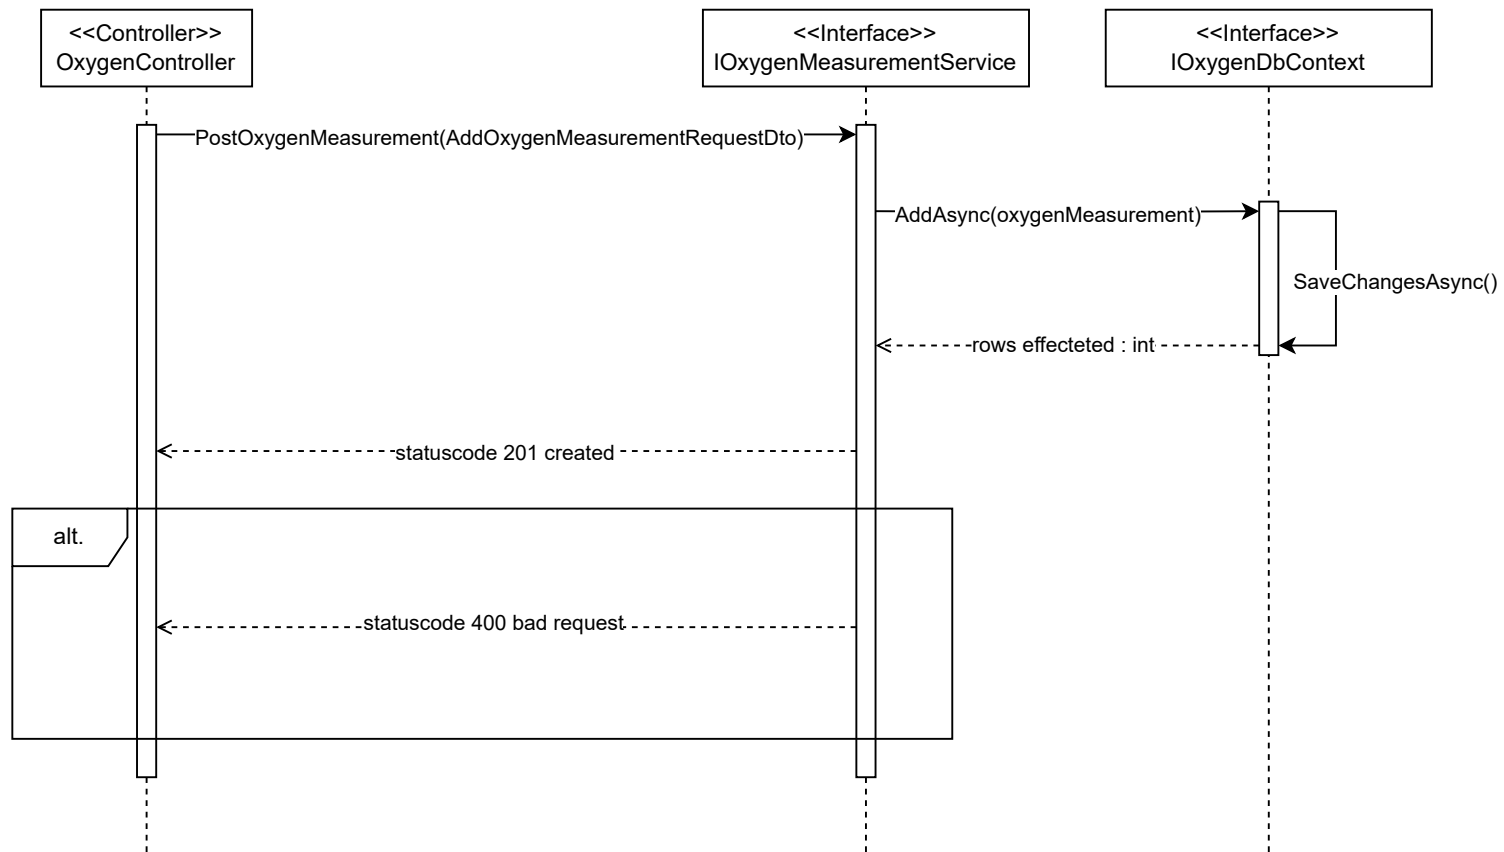 <<Controller>>
OxygenController
<<Interface>>
IOxygenMeasurementService
<<Interface>>
IOxygenDbContext
PostOxygenMeasurement(AddOxygenMeasurementRequestDto)
AddAsync(oxygenMeasurement)
SaveChangesAsync()
rows effecteted : int
statuscode 201 created
alt.
statuscode 400 bad request